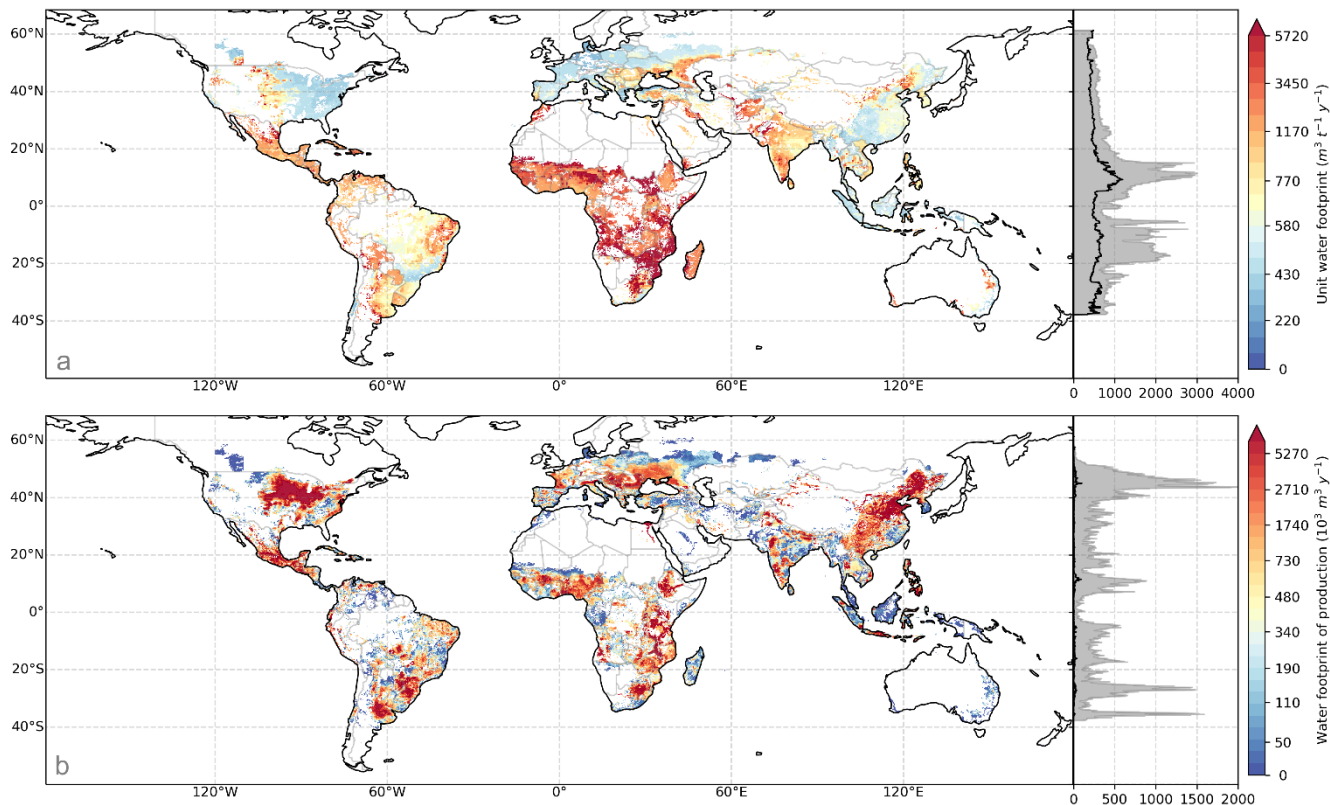 60°N
40°N
20°N
0°
20°S
40°S
a
120°W
60°W
0°
60°E
120°E
0
1000
2000
3000
4000
5720
3450
1170
770
580
430
220
0
Unit water footprint (m³ t⁻¹ y⁻¹)
60°N
40°N
20°N
0°
20°S
40°S
b
120°W
60°W
0°
60°E
120°E
0
500
1000
1500
2000
5270
2710
1740
730
480
340
190
110
50
0
Water footprint of production (10³ m³ y⁻¹)